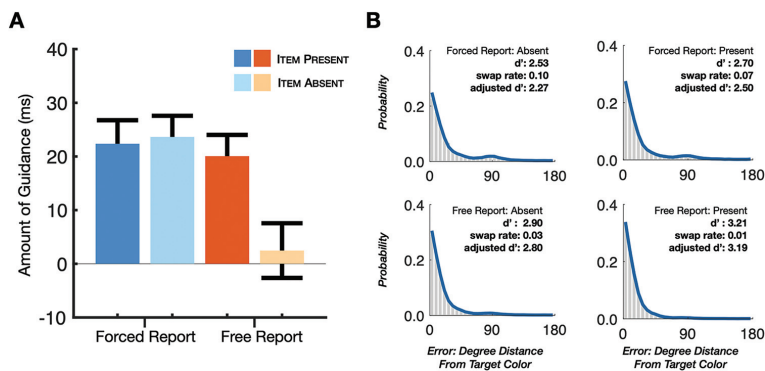 A
Amount of Guidance (ms)
40
30
20
10
0
-10
ITEM PRESENT
ITEM ABSENT
Forced Report
Free Report
B
Probability
0.4
0.2
0.0
0
90
180
Forced Report: Absent
d': 2.53
swap rate: 0.10
adjusted d': 2.27
0.4
0.2
0.0
0
90
180
Forced Report: Present
d' : 2.70
swap rate: 0.07
adjusted d': 2.50
Probability
0.4
0.2
0.0
0
90
180
Free Report: Absent
d' : 2.90
swap rate: 0.03
adjusted d': 2.80
Error: Degree Distance
From Target Color
0.4
0.2
0.0
0
90
180
Free Report: Present
d' : 3.21
swap rate: 0.01
adjusted d': 3.19
Error: Degree Distance
From Target Color